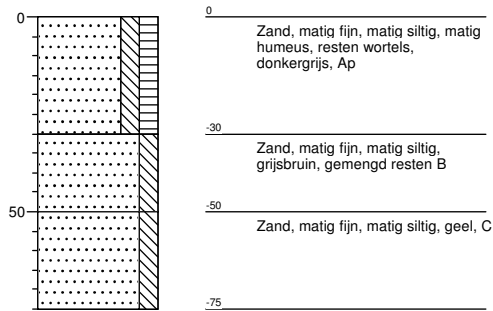 0
0
Zand, matig fijn, matig siltig, matig
humeus, resten wortels,
donkergrijs, Ap
-30
Zand, matig fijn, matig siltig,
grijsbruin, gemengd resten B
50
-50
Zand, matig fijn, matig siltig, geel, C
-75